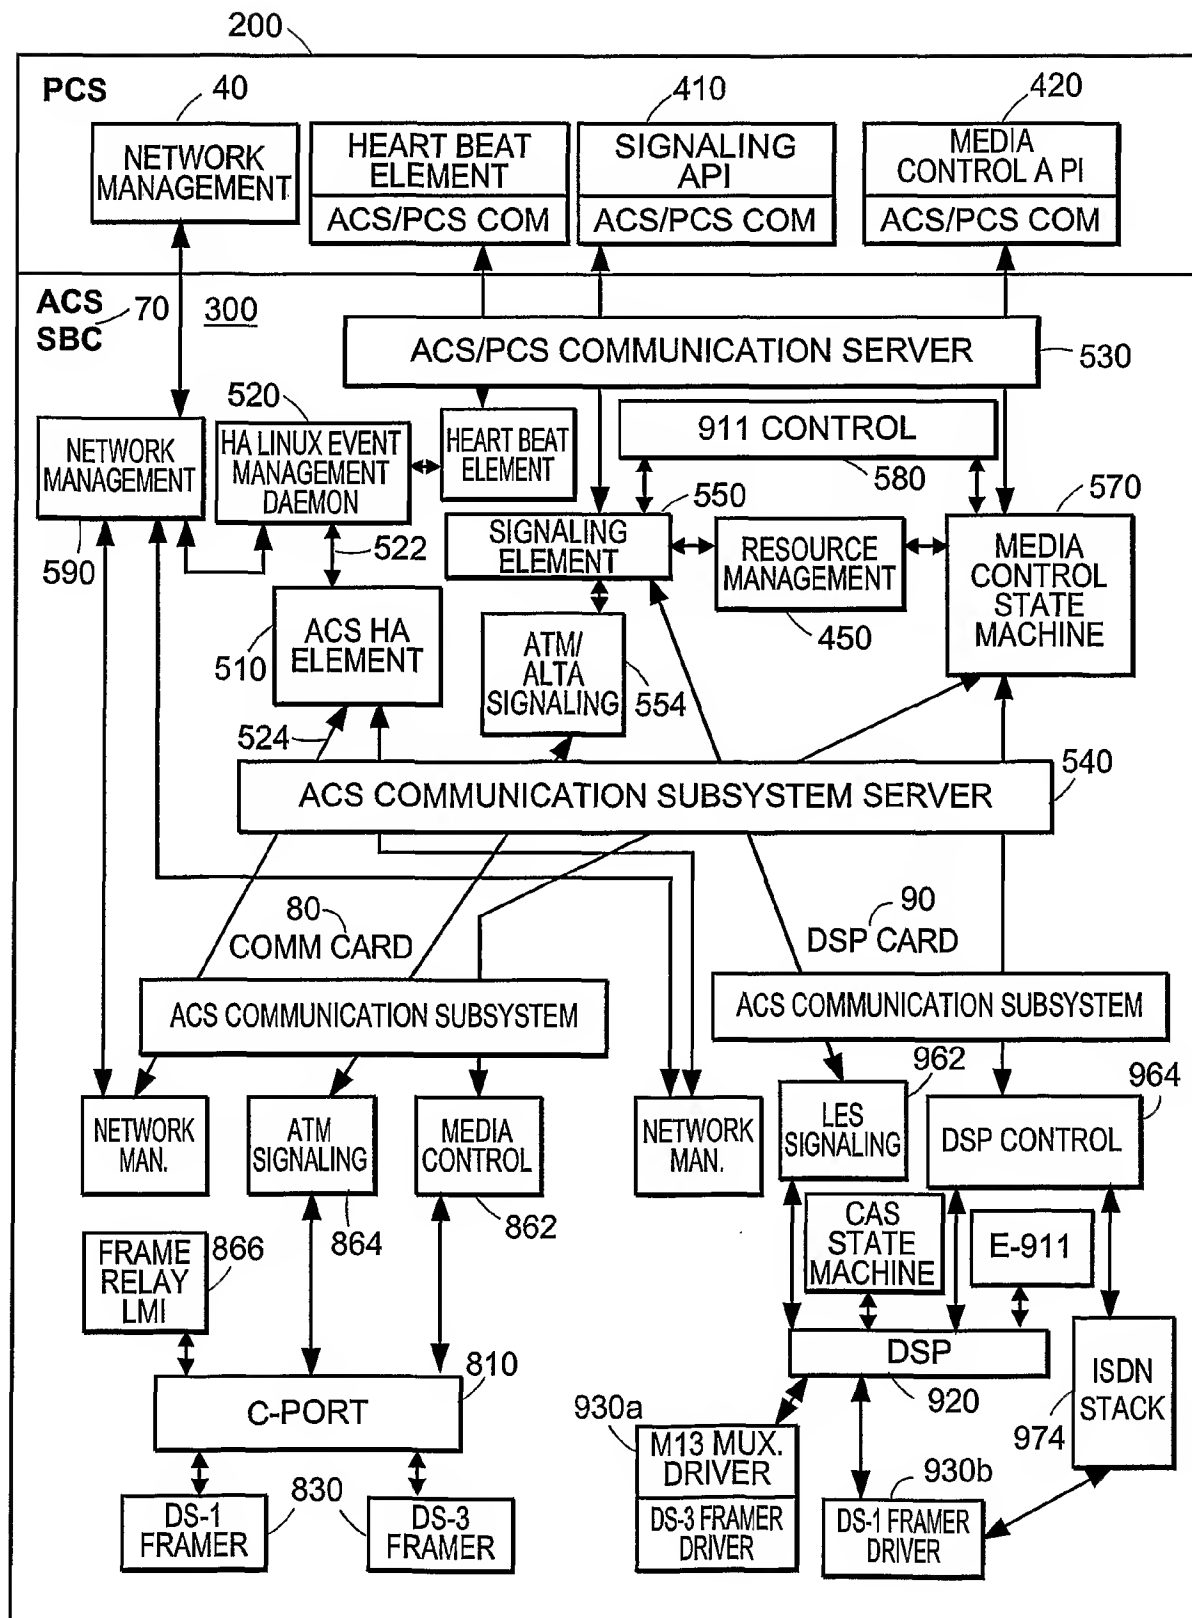 200
PCS
40
410
420
NETWORK
MANAGEMENT
HEART BEAT
ELEMENT
ACS/PCS COM
SIGNALING
API
ACS/PCS COM
MEDIA
CONTROL A PI
ACS/PCS COM
ACS
SBC
70
300
ACS/PCS COMMUNICATION SERVER
530
520
NETWORK
MANAGEMENT
590
HA LINUX EVENT
MANAGEMENT
DAEMON
522
HEART BEAT
ELEMENT
911 CONTROL
580
550
570
SIGNALING
ELEMENT
RESOURCE
MANAGEMENT
450
MEDIA
CONTROL
STATE
MACHINE
510
ACS HA
ELEMENT
ATM/
ALTA
SIGNALING
554
524
ACS COMMUNICATION SUBSYSTEM SERVER
540
80
COMM CARD
90
DSP CARD
ACS COMMUNICATION SUBSYSTEM
ACS COMMUNICATION SUBSYSTEM
962
964
NETWORK
MAN.
ATM
SIGNALING
864
MEDIA
CONTROL
862
NETWORK
MAN.
LES
SIGNALING
DSP CONTROL
FRAME
RELAY
LMI
866
CAS
STATE
MACHINE
E-911
C-PORT
810
DSP
920
ISDN
STACK
974
930a
M13 MUX.
DRIVER
DS-3 FRAMER
DRIVER
930b
DS-1 FRAMER
DRIVER
DS-1
FRAMER
830
DS-3
FRAMER